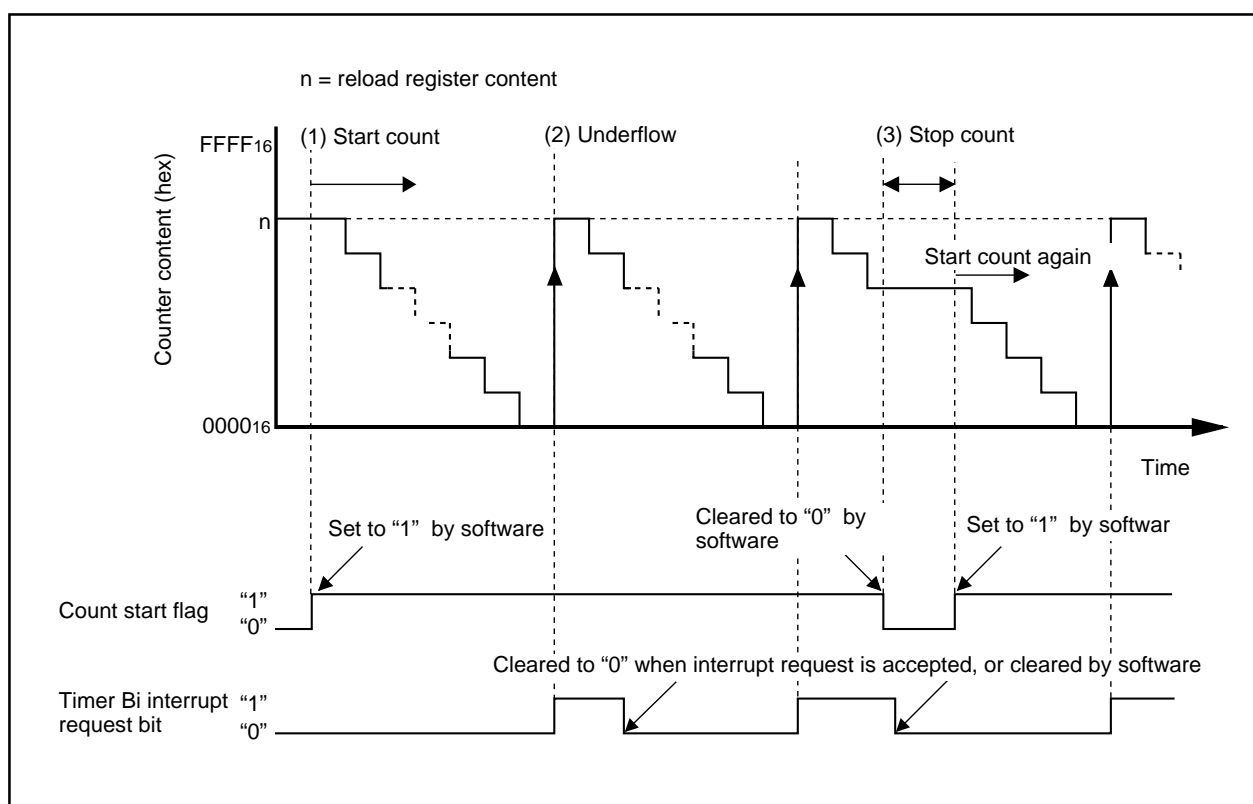 n = reload register content
(1) Start count
(2) Underflow
(3) Stop count
FFFF16
Counter content (hex)
n
Start count again
000016
Time
Set to “1” by software
Cleared to “0” by
software
Set to “1” by softwar
Count start flag
“1”
“0”
Cleared to “0” when interrupt request is accepted, or cleared by software
Timer Bi interrupt
request bit
“1”
“0”